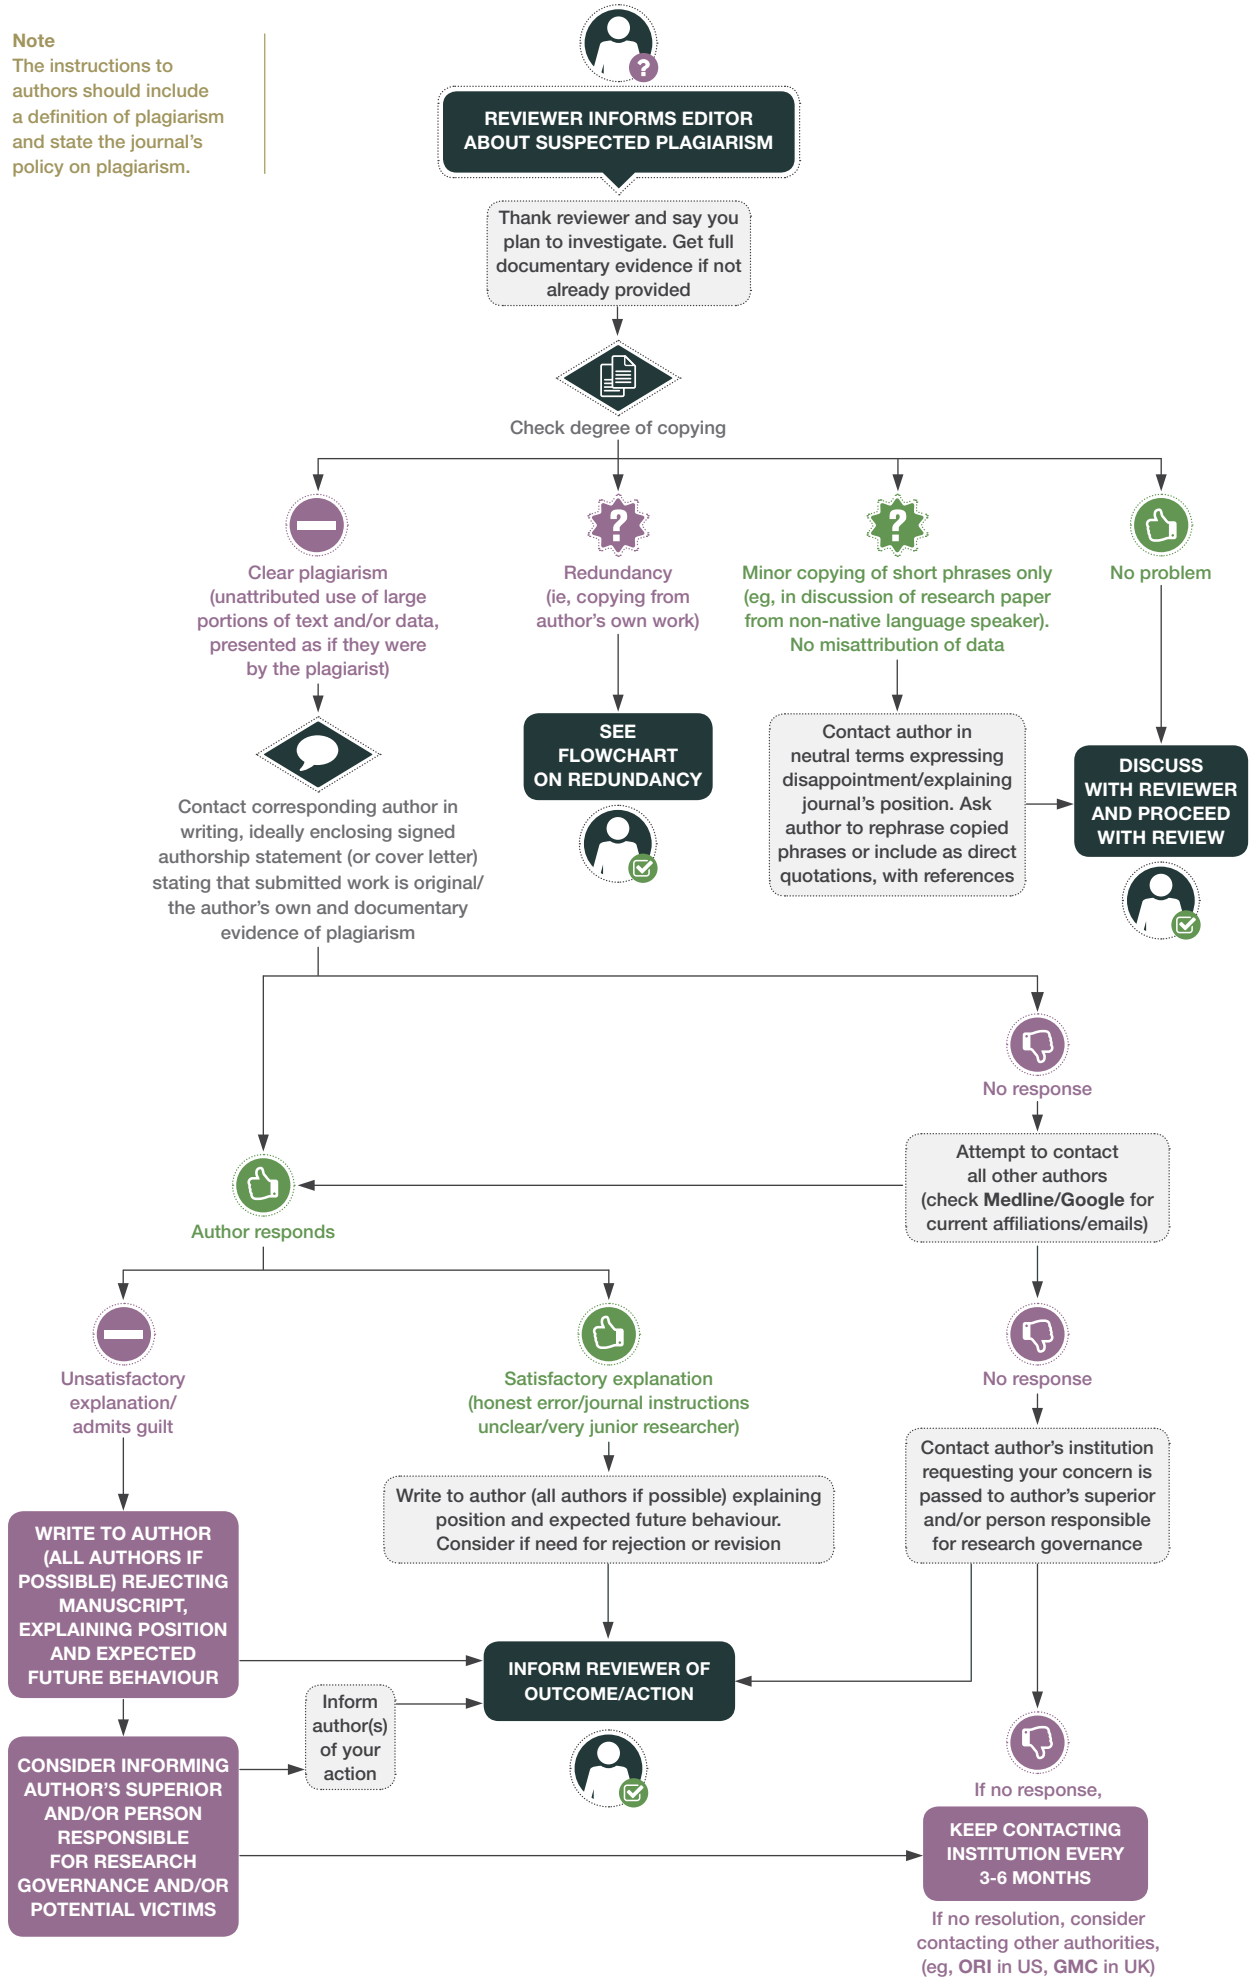 Note
The instructions to
authors should include
a definition of plagiarism
and state the journal's
policy on plagiarism.
?
REVIEWER INFORMS EDITOR
ABOUT SUSPECTED PLAGIARISM
Thank reviewer and say you
plan to investigate. Get full
documentary evidence if not
already provided
Check degree of copying
Clear plagiarism
(unattributed use of large
portions of text and/or data,
presented as if they were
by the plagiarist)
?
Redundancy
(ie, copying from
author's own work)
?
Minor copying of short phrases only
(eg, in discussion of research paper
from non-native language speaker).
No misattribution of data
No problem
Contact corresponding author in
writing, ideally enclosing signed
authorship statement (or cover letter)
stating that submitted work is original/
the author's own and documentary
evidence of plagiarism
SEE
FLOWCHART
ON REDUNDANCY
Contact author in
neutral terms expressing
disappointment/explaining
journal's position. Ask
author to rephrase copied
phrases or include as direct
quotations, with references
DISCUSS
WITH REVIEWER
AND PROCEED
WITH REVIEW
No response
Attempt to contact
all other authors
(check Medline/Google for
current affiliations/emails)
Author responds
Unsatisfactory
explanation/
admits guilt
Satisfactory explanation
(honest error/journal instructions
unclear/very junior researcher)
No response
Contact author's institution
requesting your concern is
passed to author's superior
and/or person responsible
for research governance
Write to author (all authors if possible) explaining
position and expected future behaviour.
Consider if need for rejection or revision
WRITE TO AUTHOR
(ALL AUTHORS IF
POSSIBLE) REJECTING
MANUSCRIPT,
EXPLAINING POSITION
AND EXPECTED
FUTURE BEHAVIOUR
INFORM REVIEWER OF
OUTCOME/ACTION
Inform
author(s)
of your
action
CONSIDER INFORMING
AUTHOR'S SUPERIOR
AND/OR PERSON
RESPONSIBLE
FOR RESEARCH
GOVERNANCE AND/OR
POTENTIAL VICTIMS
If no response,
KEEP CONTACTING
INSTITUTION EVERY
3-6 MONTHS
If no resolution, consider
contacting other authorities,
(eg, ORI in US, GMC in UK)